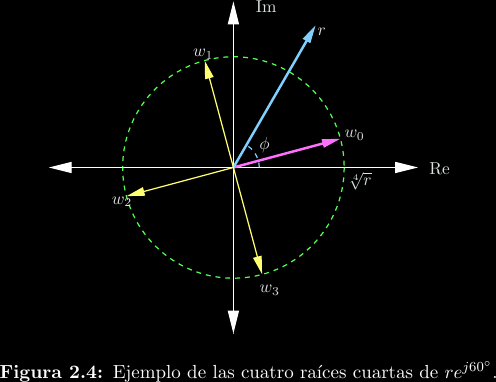 Im
r
w₁
ϕ
w₀
Re
∜r
w₂
w₃
Figura 2.4: Ejemplo de las cuatro raíces cuartas de re^{j60°}.